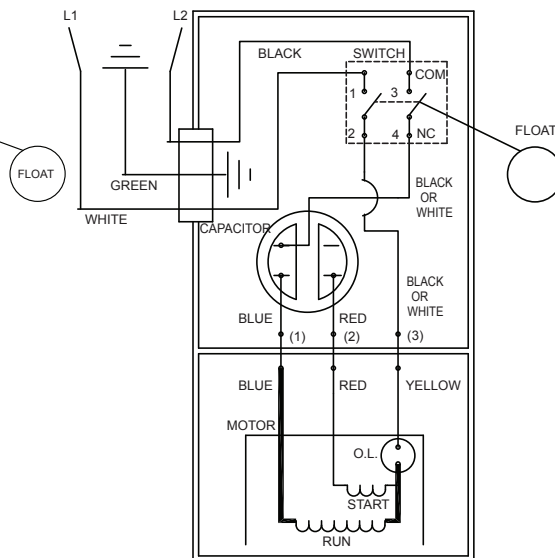 L1
L2
BLACK
SWITCH
COM
1
3
2
4
NC
FLOAT
FLOAT
GREEN
WHITE
CAPACITOR
BLACK
OR
WHITE
BLACK
OR
WHITE
BLUE
RED
(1)
(2)
(3)
BLUE
RED
YELLOW
MOTOR
O.L.
START
RUN